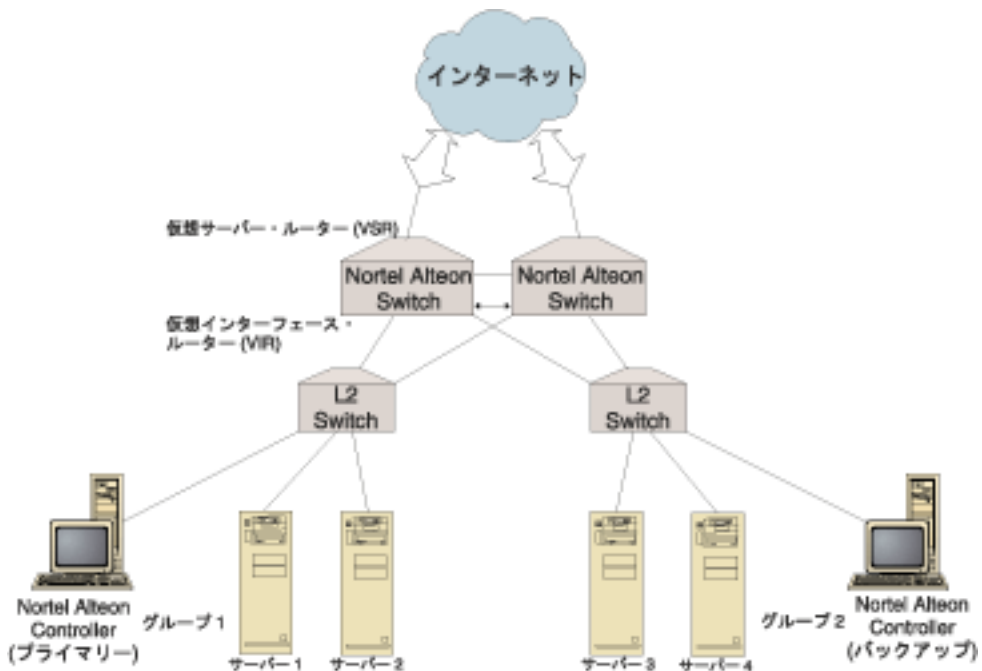 インターネット
仮想サーバー・ルーター (VSR)
Nortel Alteon
Switch
Nortel Alteon
Switch
仮想インターフェース・
ルーター (VIR)
L2
Switch
L2
Switch
Nortel Alteon
Controller
(プライマリー)
グループ 1
サーバー 1
サーバー 2
サーバー 3
サーバー 4
グループ 2
Nortel Alteon
Controller
(バックアップ)